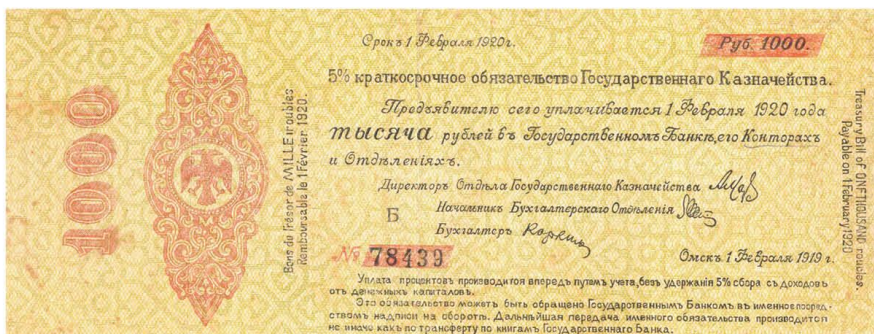 1000
Bons du Trésor de MILLE roubles
Remboursable le 1 Février 1920.
Срокъ 1 Февраля 1920 г.
Руб. 1000.
5% краткосрочное обязательство Государственнаго Казначейства.
Предъявителю сего уплачивается 1 Февраля 1920 года
тысяча рублей въ Государственномъ Банкѣ, его Конторахъ
и Отдѣленіяхъ.
Директоръ Отдѣла Государственнаго Казначейства
Б
Начальникъ Бухгалтерскаго Отдѣленія
Бухгалтеръ
№ 78439
Омскъ 1 Февраля 1919 г.
Уплата процентовъ производится впередъ путемъ учета, безъ удержанія 5% сбора съ доходовъ
отъ денежныхъ капиталовъ.
Это обязательство можетъ быть обращено Государственнымъ Банкомъ въ именное посред-
ствомъ надписи на оборотѣ. Дальнѣйшая передача именного обязательства производится
не иначе какъ по трансферту по книгамъ Государственнаго Банка.
Treasury Bill of ONE THOUSAND roubles.
Payable on 1 February 1920